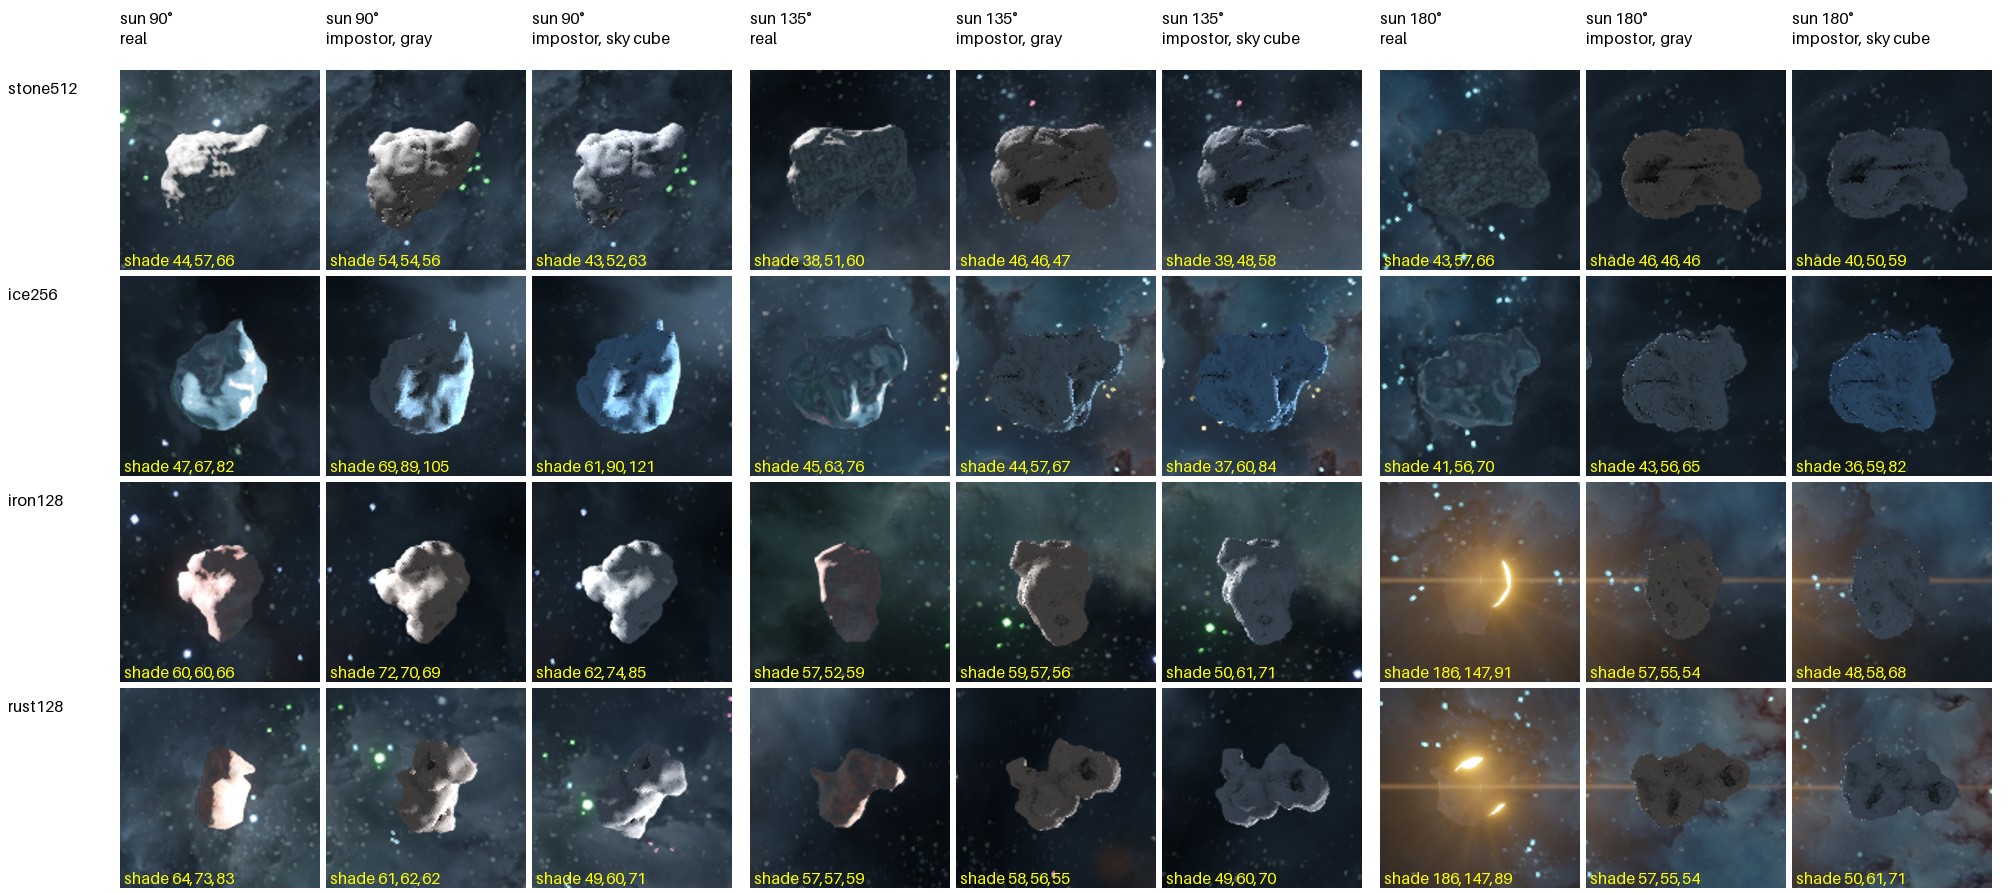 sun 90°
real
sun 90°
impostor, gray
sun 90°
impostor, sky cube
sun 135°
real
sun 135°
impostor, gray
sun 135°
impostor, sky cube
sun 180°
real
sun 180°
impostor, gray
sun 180°
impostor, sky cube
stone512
shade 44,57,66
shade 54,54,56
shade 43,52,63
shade 38,51,60
shade 46,46,47
shade 39,48,58
shade 43,57,66
shade 46,46,46
shade 40,50,59
ice256
shade 47,67,82
shade 69,89,105
shade 61,90,121
shade 45,63,76
shade 44,57,67
shade 37,60,84
shade 41,56,70
shade 43,56,65
shade 36,59,82
iron128
shade 60,60,66
shade 72,70,69
shade 62,74,85
shade 57,52,59
shade 59,57,56
shade 50,61,71
shade 186,147,91
shade 57,55,54
shade 48,58,68
rust128
shade 64,73,83
shade 61,62,62
shade 49,60,71
shade 57,57,59
shade 58,56,55
shade 49,60,70
shade 186,147,89
shade 57,55,54
shade 50,61,71